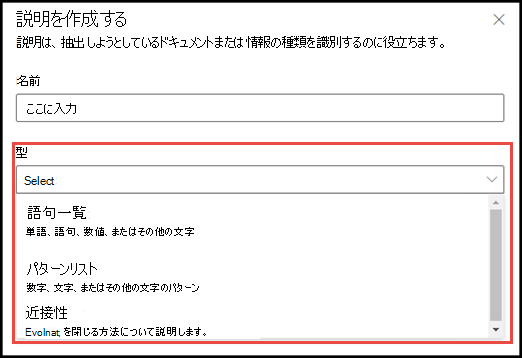 説明を作成する
説明は、抽出しようとしているドキュメントまたは情報の種類を識別するのに役立ちます。
名前
ここに入力
型
Select
語句一覧
単語、語句、数値、またはその他の文字
パターンリスト
数字、文字、またはその他の文字のパターン
近接性
Evolnat を閉じる方法について説明します。